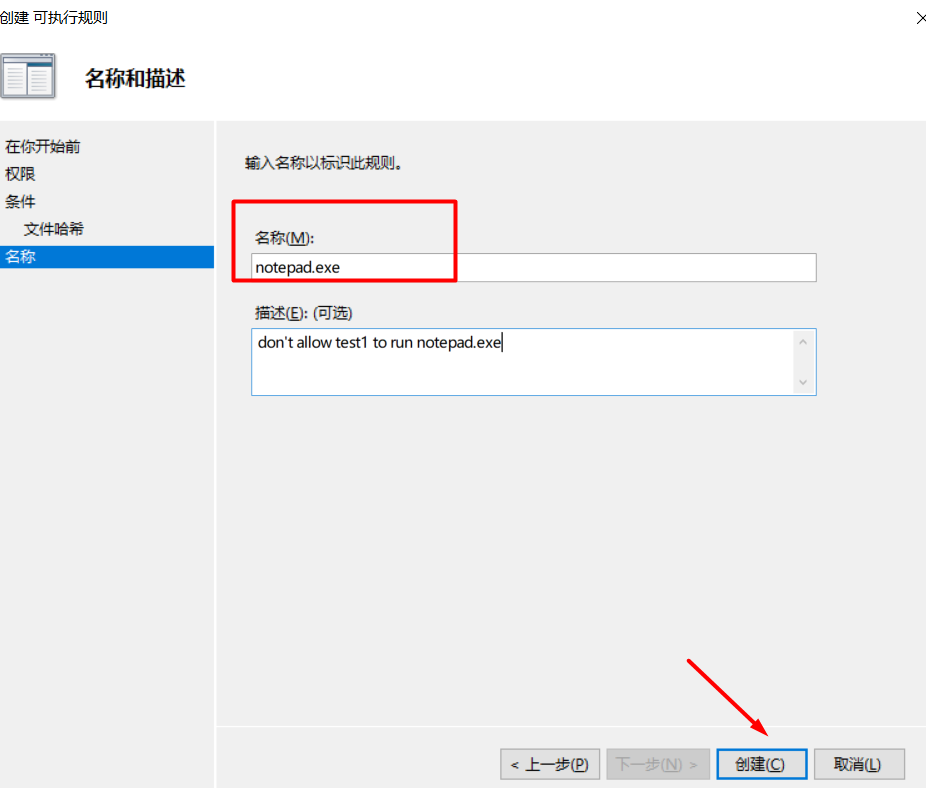 创建 可执行规则
名称和描述
在你开始前
权限
条件
文件哈希
名称
输入名称以标识此规则。
名称(M):
notepad.exe
描述(E): (可选)
don't allow test1 to run notepad.exe
< 上一步(P)
下一步(N) >
创建(C)
取消(L)